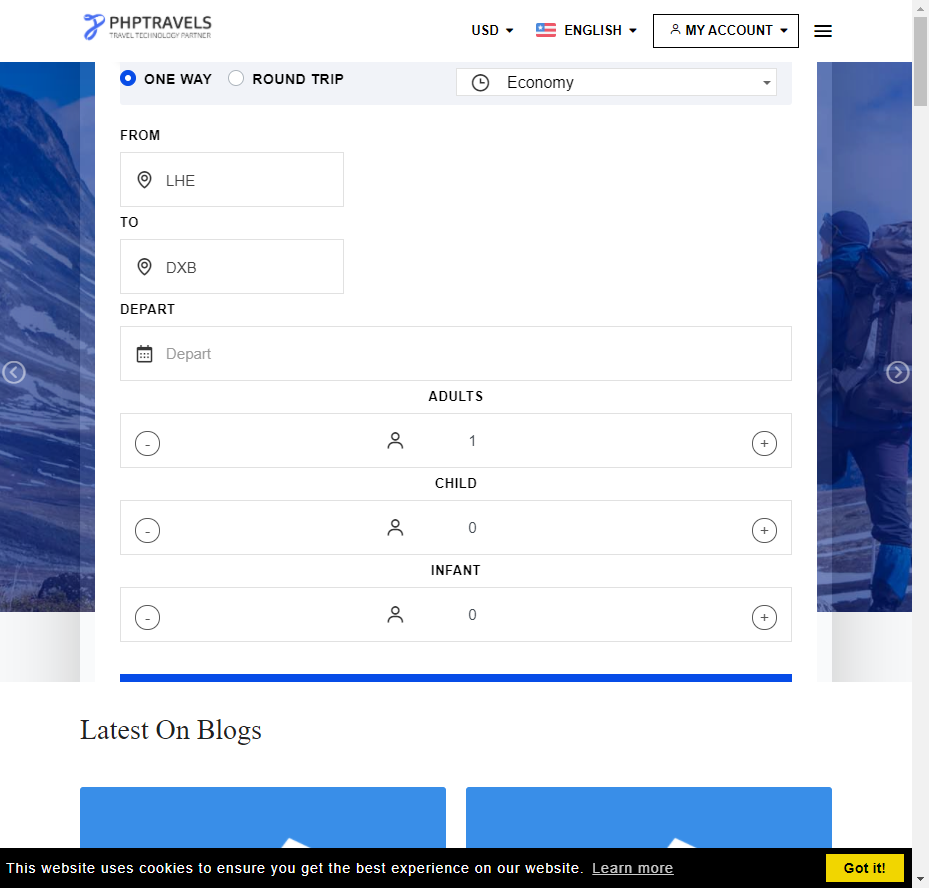 PHPTRAVELS
TRAVEL TECHNOLOGY PARTNER
USD
ENGLISH
MY ACCOUNT
ONE WAY
ROUND TRIP
Economy
FROM
LHE
TO
DXB
DEPART
Depart
ADULTS
- 1 +
CHILD
- 0 +
INFANT
- 0 +
Latest On Blogs
This website uses cookies to ensure you get the best experience on our website. Learn more
Got it!